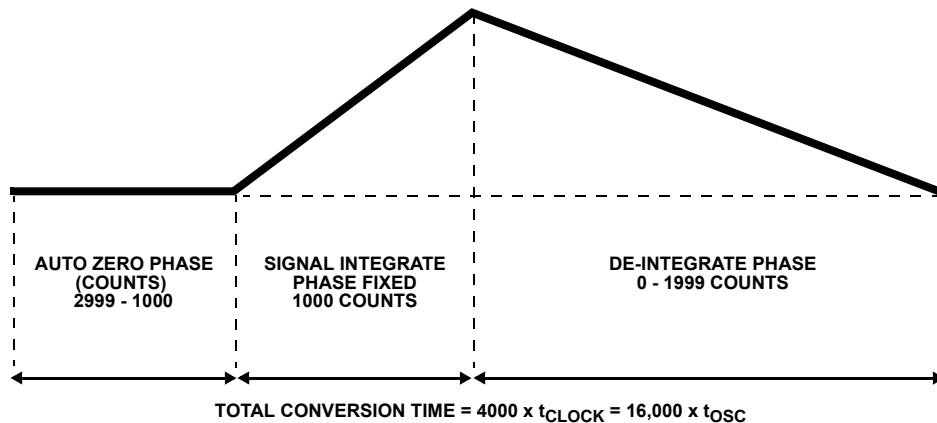 AUTO ZERO PHASE
(COUNTS)
2999 - 1000
SIGNAL INTEGRATE
PHASE FIXED
1000 COUNTS
DE-INTEGRATE PHASE
0 - 1999 COUNTS
TOTAL CONVERSION TIME = 4000 x tCLOCK = 16,000 x tOSC